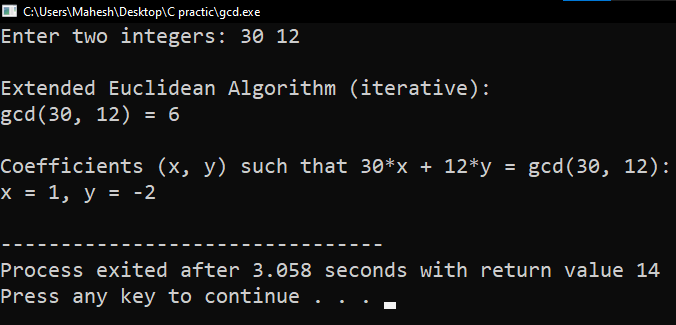 C:\Users\Mahesh\Desktop\C practic\gcd.exe
Enter two integers: 30 12
Extended Euclidean Algorithm (iterative):
gcd(30, 12) = 6
Coefficients (x, y) such that 30*x + 12*y = gcd(30, 12):
x = 1, y = -2
--------------------------------
Process exited after 3.058 seconds with return value 14
Press any key to continue . . .